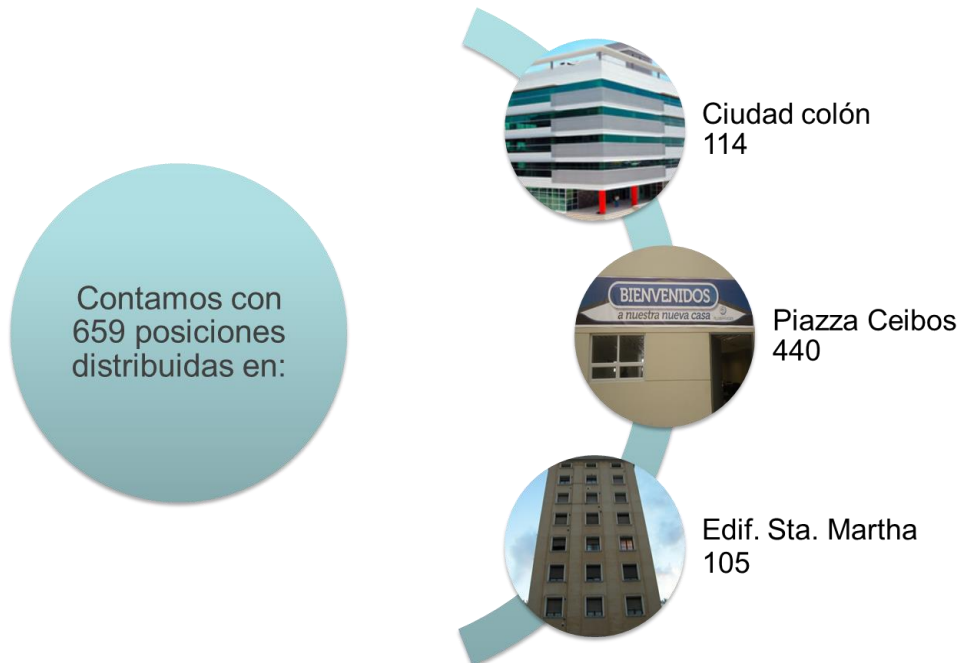 Contamos con
659 posiciones
distribuidas en:
Ciudad colón
114
BIENVENIDOS
a nuestra nueva casa
Piazza Ceibos
440
Edif. Sta. Martha
105